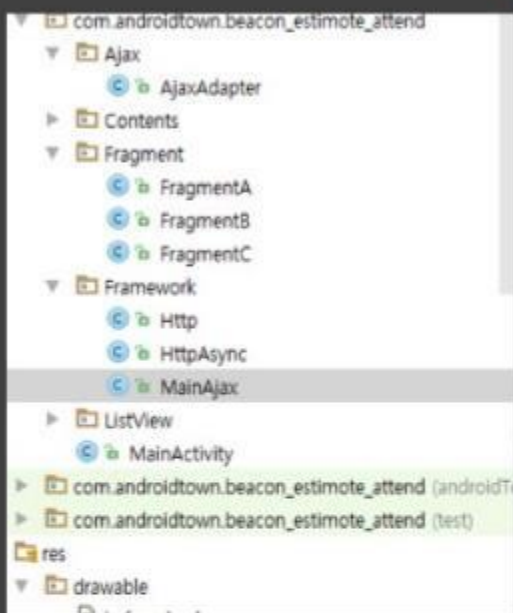 com.androidtown.beacon_estimote_attend
Ajax
AjaxAdapter
Contents
Fragment
FragmentA
FragmentB
FragmentC
Framework
Http
HttpAsync
MainAjax
ListView
MainActivity
com.androidtown.beacon_estimote_attend (androidTe
com.androidtown.beacon_estimote_attend (test)
res
drawable